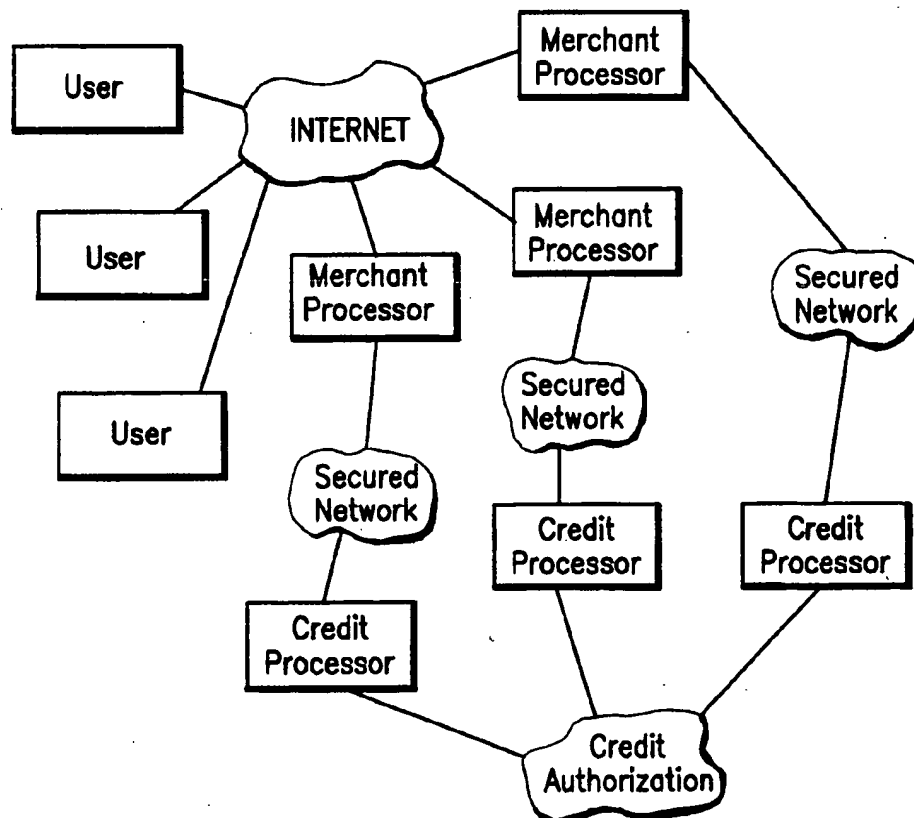 Merchant
Processor
User
INTERNET
Merchant
Processor
User
Merchant
Processor
Secured
Network
Secured
Network
User
Secured
Network
Credit
Processor
Credit
Processor
Credit
Processor
Credit
Authorization